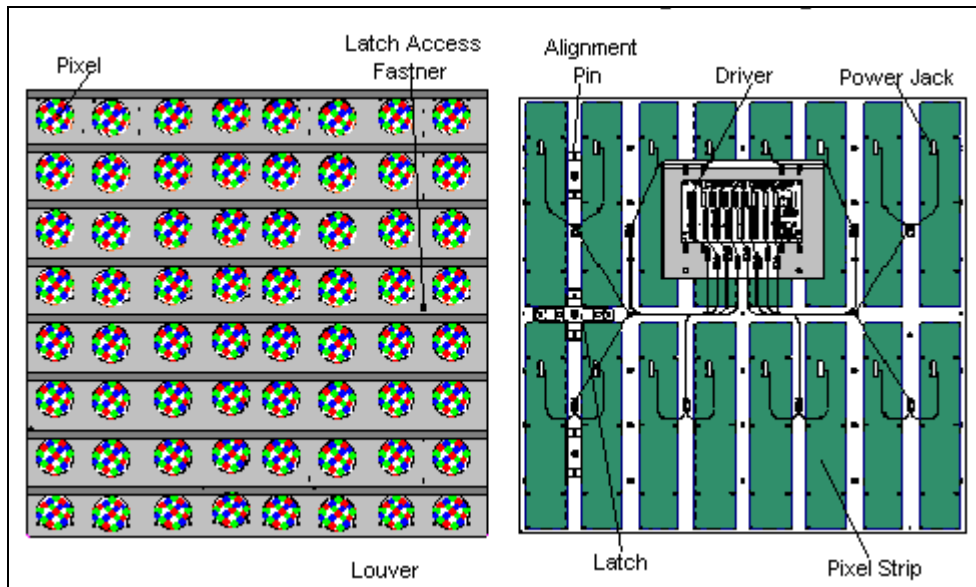 Pixel
Latch Access
Fastner
Alignment
Pin
Driver
Power Jack
Louver
Latch
Pixel Strip